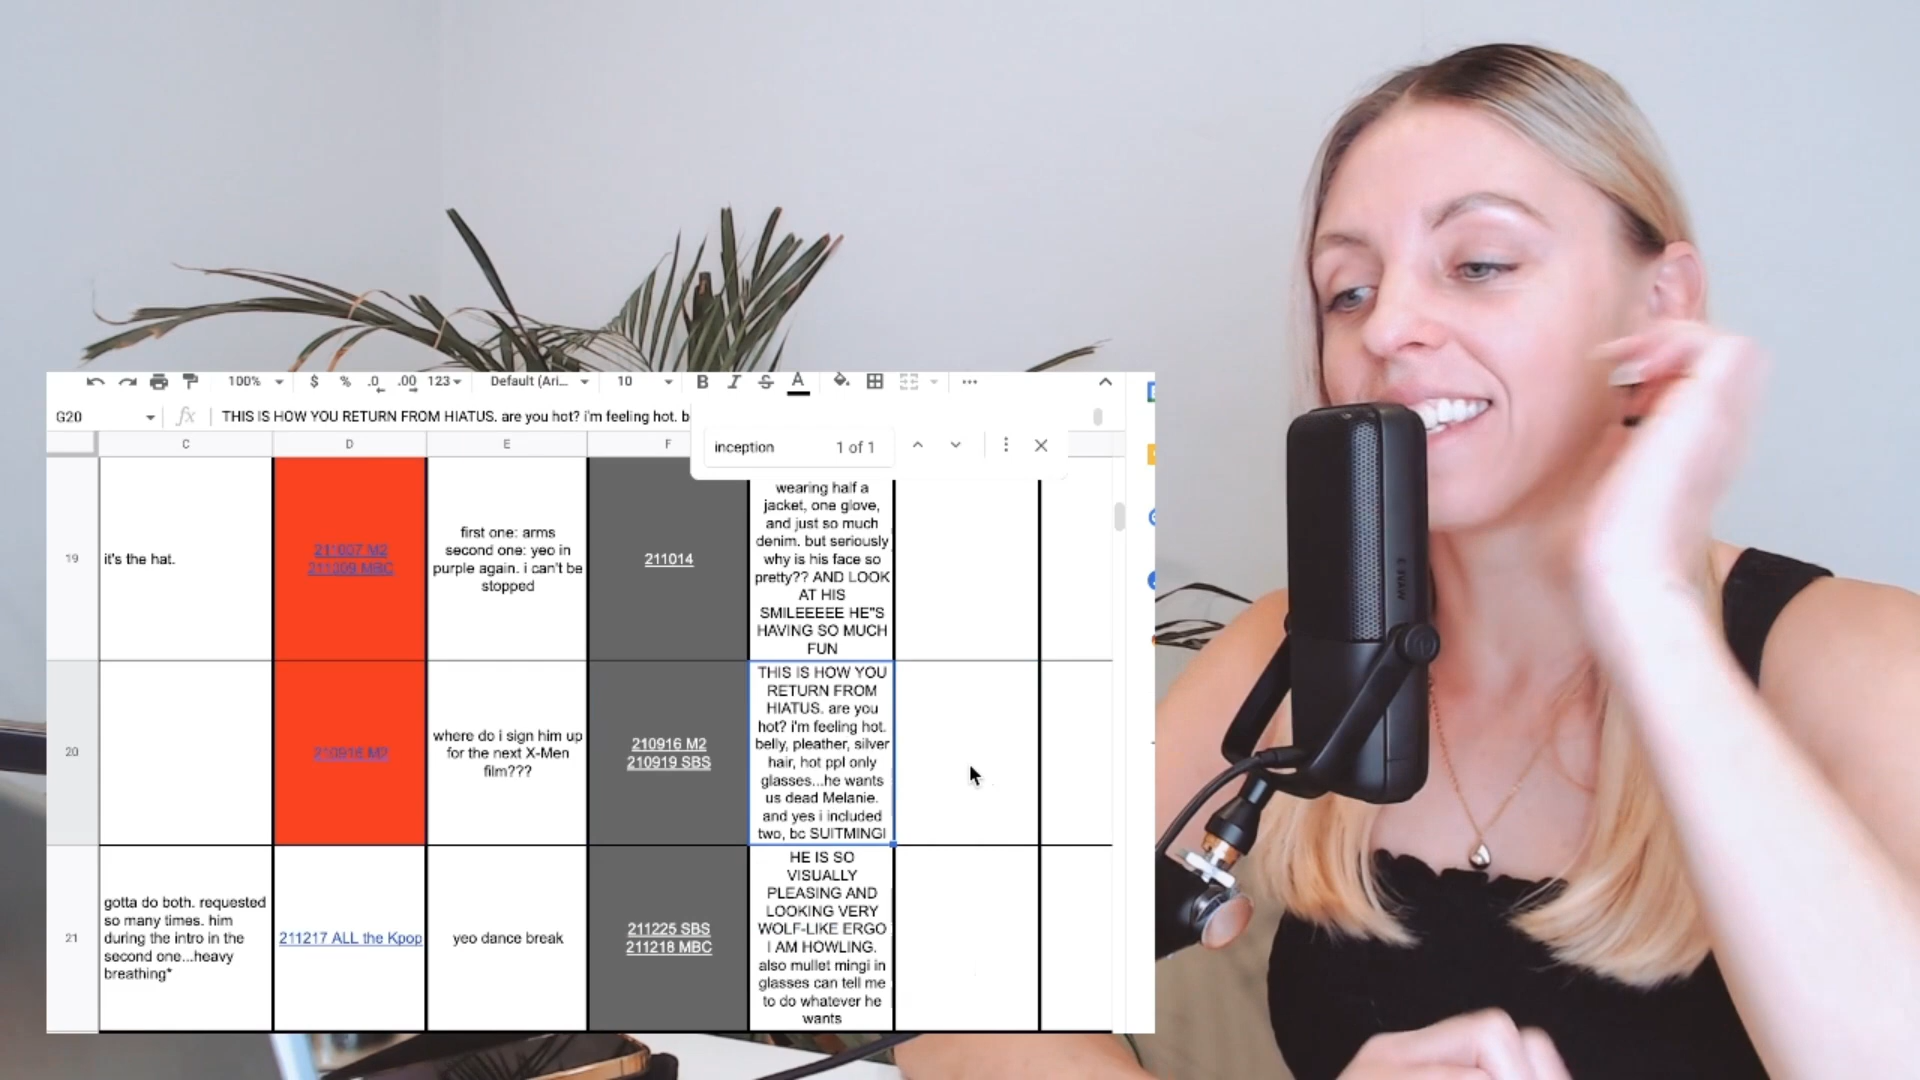 100%
$
%
.0
.00
123
Default (Ari...
10
B
I
S
A
...
G20
fx
THIS IS HOW YOU RETURN FROM HIATUS. are you hot? i'm feeling hot. b
inception
1 of 1
C
D
E
F
19
it's the hat.
211009 MBC
first one: arms
second one: yeo in
purple again. i can't be
stopped
211014
wearing half a
jacket, one glove,
and just so much
denim. but seriously
why is his face so
pretty?? AND LOOK
AT HIS
SMILEEEEE HE"S
HAVING SO MUCH
FUN
20
210916 M2
where do i sign him up
for the next X-Men
film???
210916 M2
210919 SBS
THIS IS HOW YOU
RETURN FROM
HIATUS. are you
hot? i'm feeling hot.
belly, pleather, silver
hair, hot ppl only
glasses...he wants
us dead Melanie.
and yes i included
two, bc SUITMINGI
21
gotta do both. requested
so many times. him
during the intro in the
second one...heavy
breathing*
211217 ALL the Kpop
yeo dance break
211225 SBS
211218 MBC
HE IS SO
VISUALLY
PLEASING AND
LOOKING VERY
WOLF-LIKE ERGO
I AM HOWLING.
also mullet mingi in
glasses can tell me
to do whatever he
wants